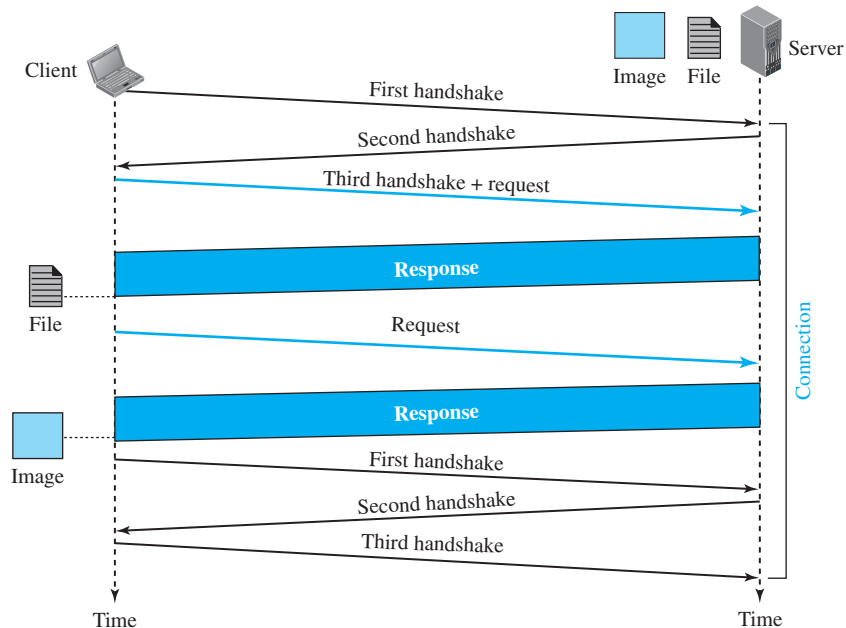 Client
Image
File
Server
First handshake
Second handshake
Third handshake + request
Response
File
Request
Response
Image
First handshake
Second handshake
Third handshake
Connection
Time
Time